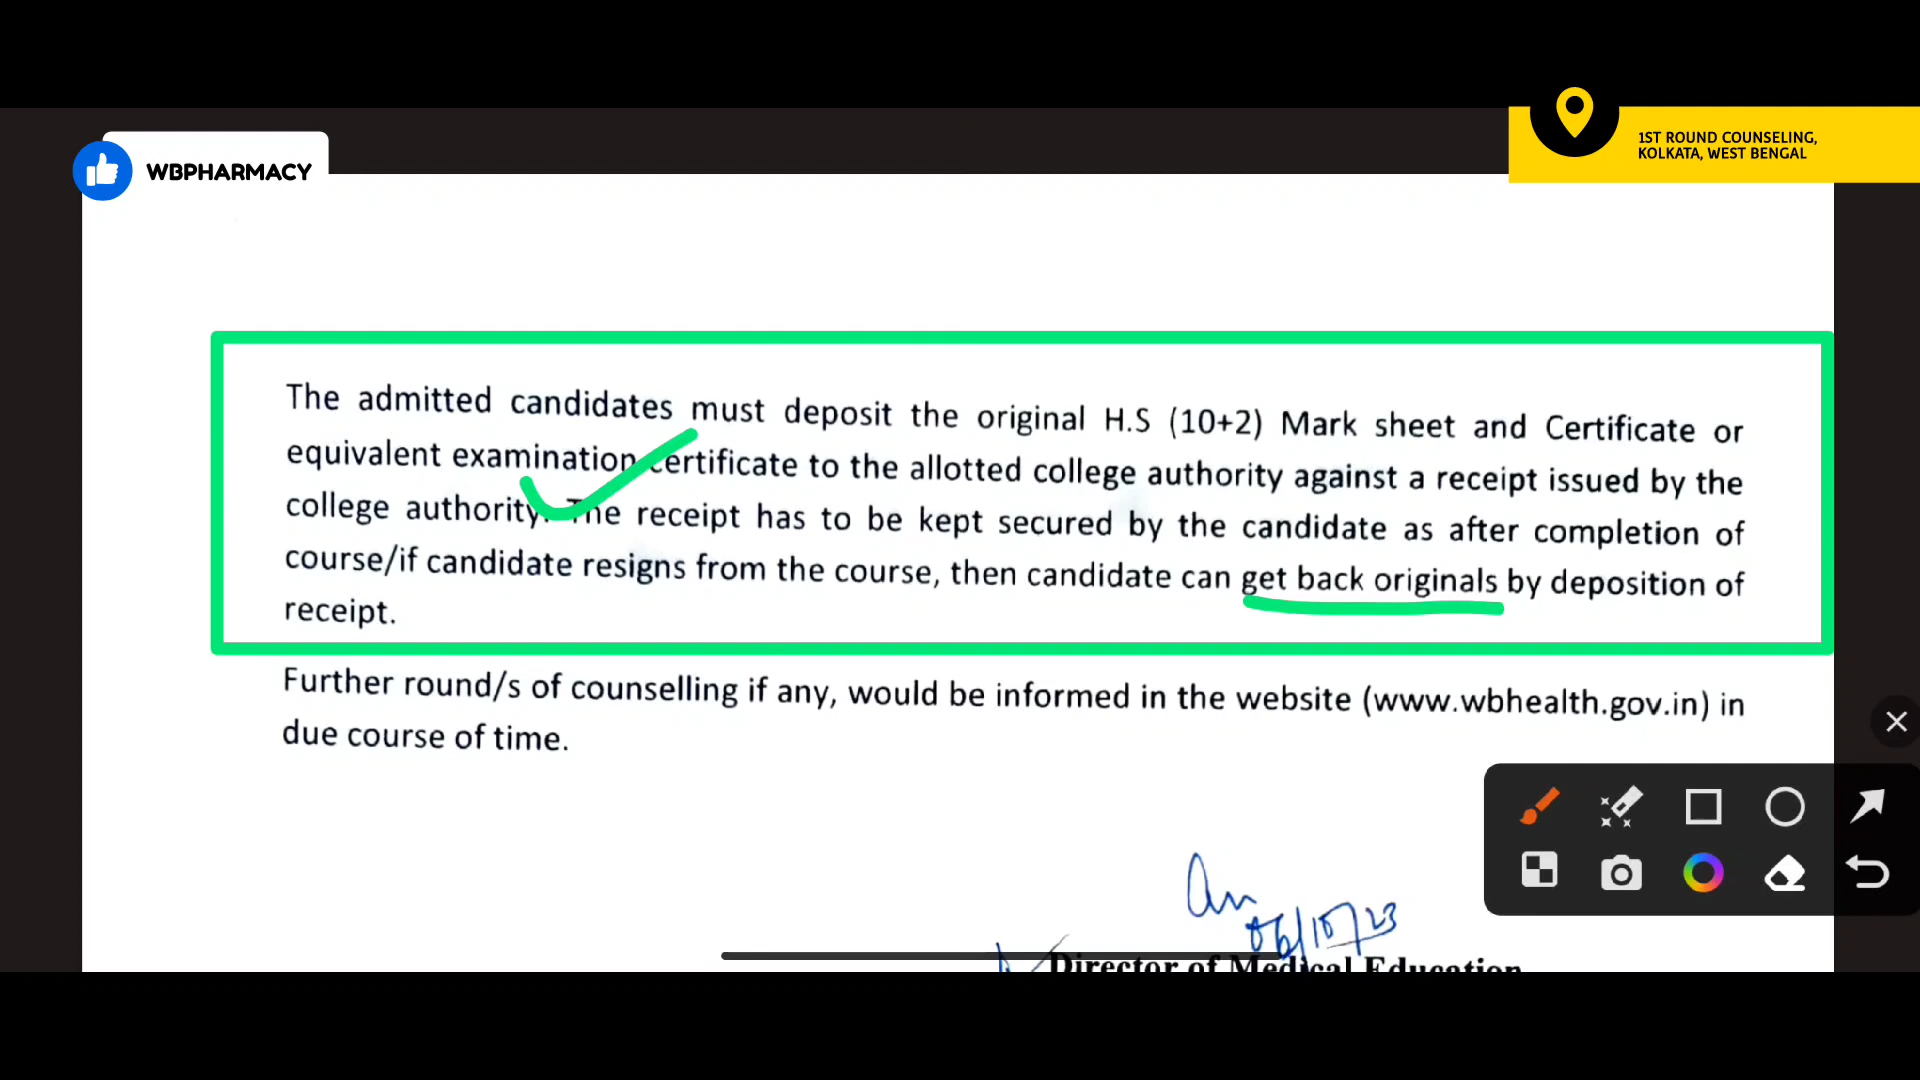 1ST ROUND COUNSELING,
KOLKATA, WEST BENGAL
WBPHARMACY
The admitted candidates must deposit the original H.S (10+2) Mark sheet and Certificate or
equivalent examination certificate to the allotted college authority against a receipt issued by the
college authority. The receipt has to be kept secured by the candidate as after completion of
course/if candidate resigns from the course, then candidate can get back originals by deposition of
receipt.
Further round/s of counselling if any, would be informed in the website (www.wbhealth.gov.in) in
due course of time.
06/10/23
Director of Medical Education